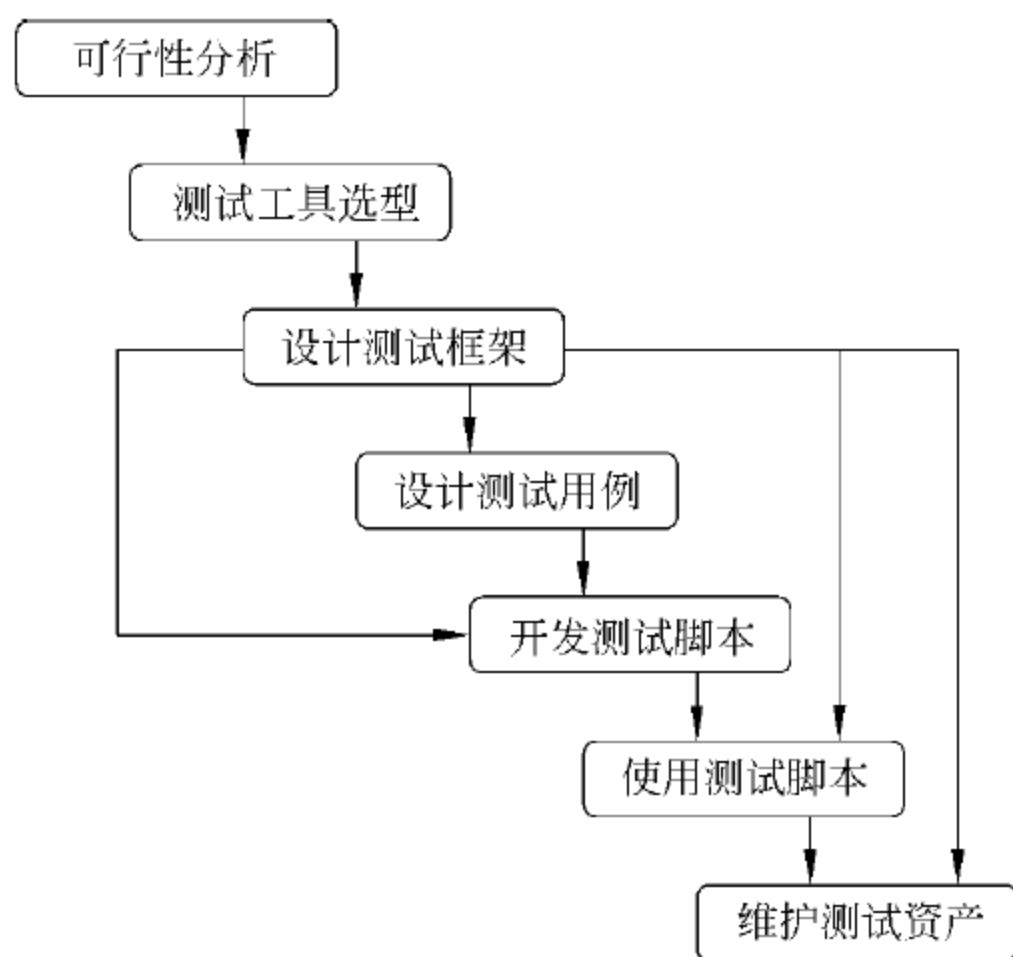 可行性分析
测试工具选型
设计测试框架
设计测试用例
开发测试脚本
使用测试脚本
维护测试资产